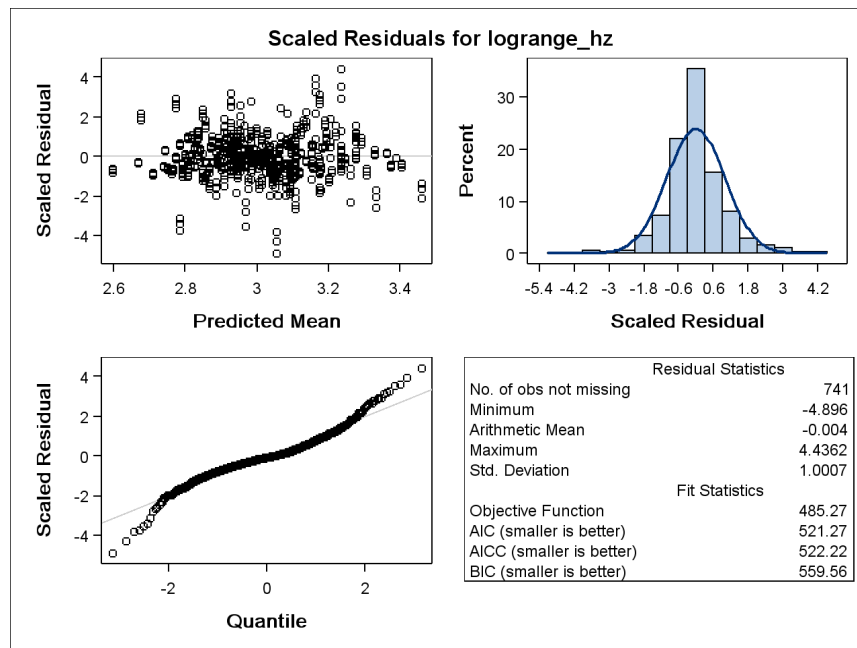 Scaled Residuals for logrange_hz
Scaled Residual
4
2
0
-2
-4
2.6 2.8 3 3.2 3.4
Predicted Mean
Percent
30
20
10
0
-5.4 -4.2 -3 -1.8 -0.6 0.6 1.8 3 4.2
Scaled Residual
Scaled Residual
4
2
0
-2
-4
-2 0 2
Quantile
Residual Statistics
No. of obs not missing 741
Minimum -4.896
Arithmetic Mean -0.004
Maximum 4.4362
Std. Deviation 1.0007
Fit Statistics
Objective Function 485.27
AIC (smaller is better) 521.27
AICC (smaller is better) 522.22
BIC (smaller is better) 559.56